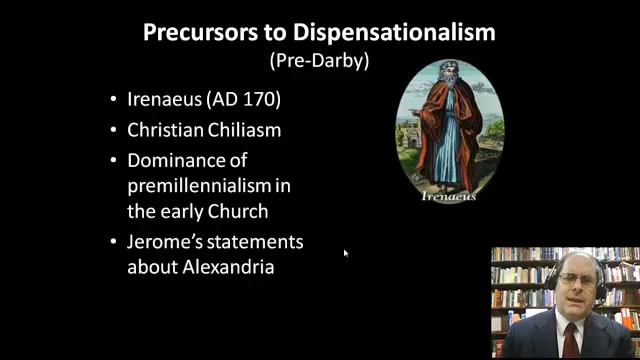 Precursors to Dispensationalism
(Pre-Darby)
• Irenaeus (AD 170)
• Christian Chiliasm
• Dominance of
premillennialism in
the early Church
• Jerome’s statements
about Alexandria
Irenaeus